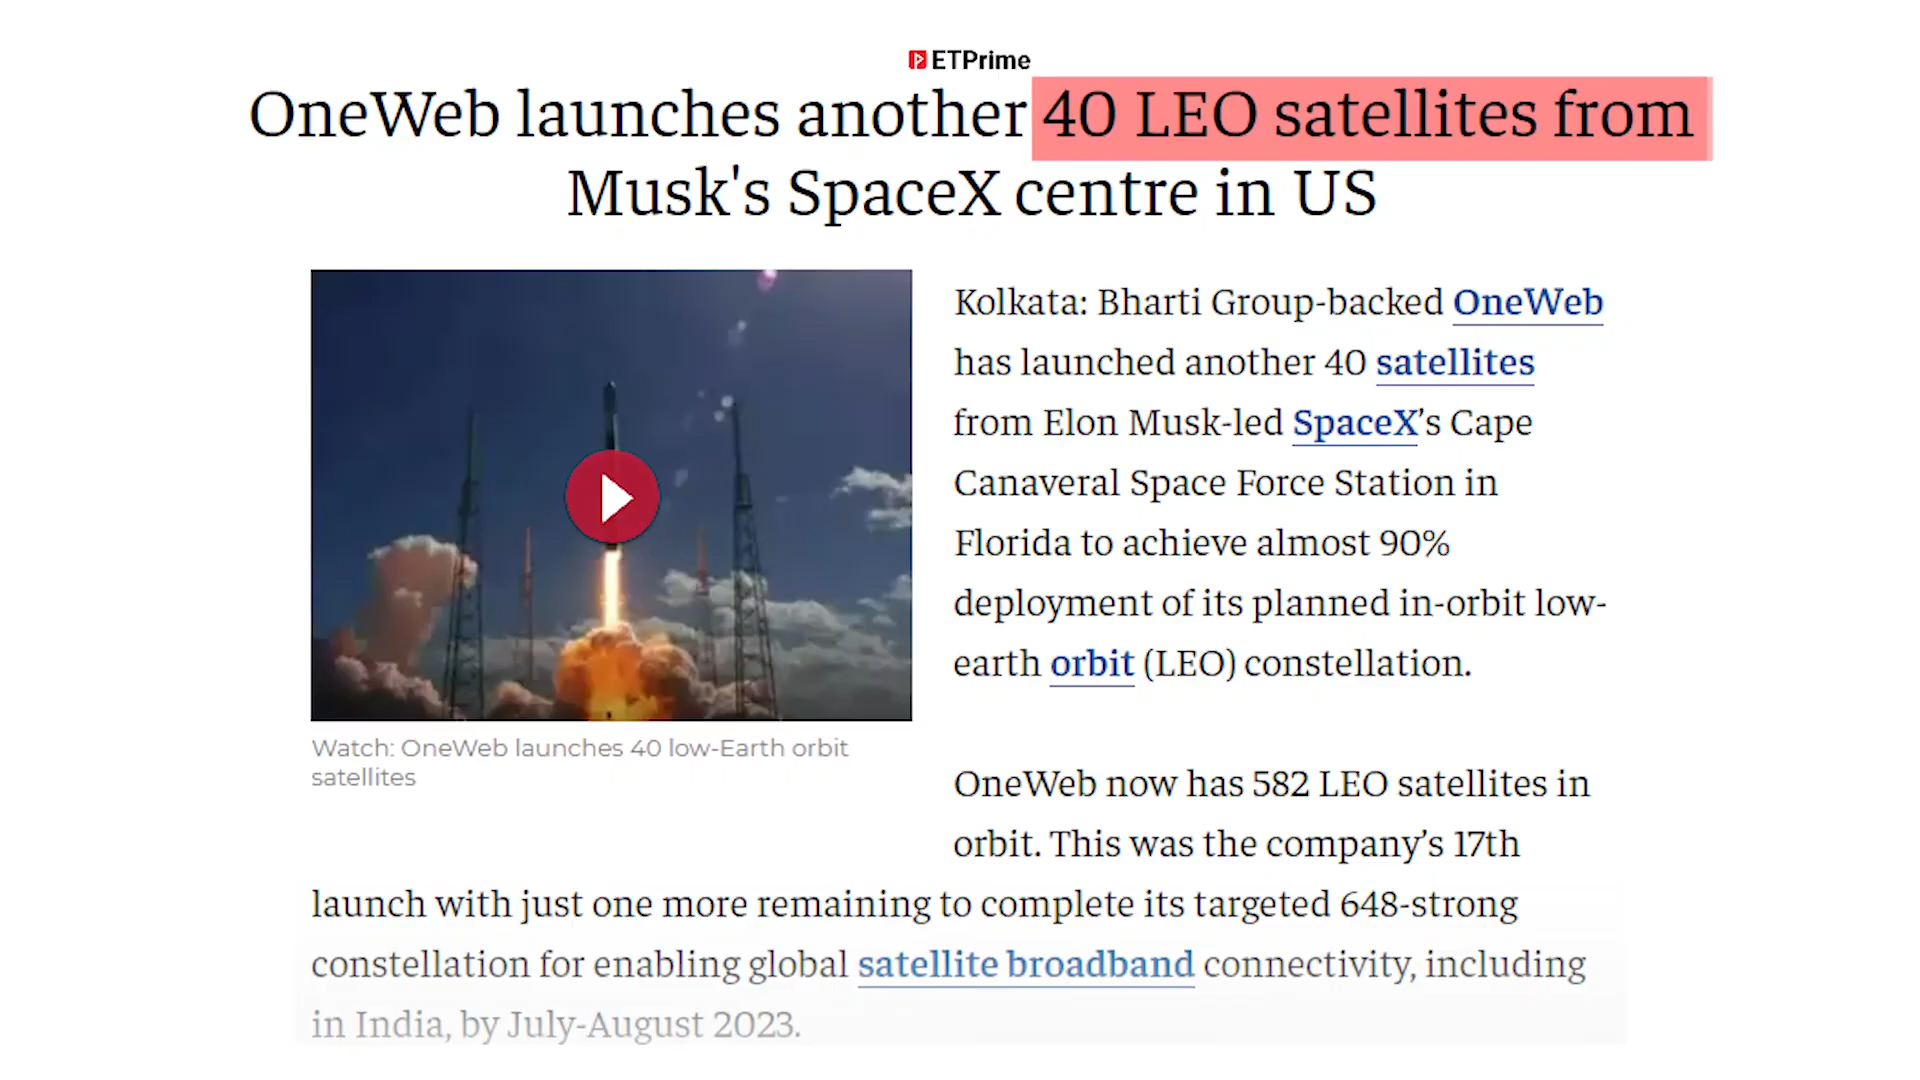 ETPrime
OneWeb launches another 40 LEO satellites from
Musk's SpaceX centre in US
Kolkata: Bharti Group-backed OneWeb
has launched another 40 satellites
from Elon Musk-led SpaceX’s Cape
Canaveral Space Force Station in
Florida to achieve almost 90%
deployment of its planned in-orbit low-
earth orbit (LEO) constellation.
Watch: OneWeb launches 40 low-Earth orbit
satellites
OneWeb now has 582 LEO satellites in
orbit. This was the company’s 17th
launch with just one more remaining to complete its targeted 648-strong
constellation for enabling global satellite broadband connectivity, including
in India, by July-August 2023.